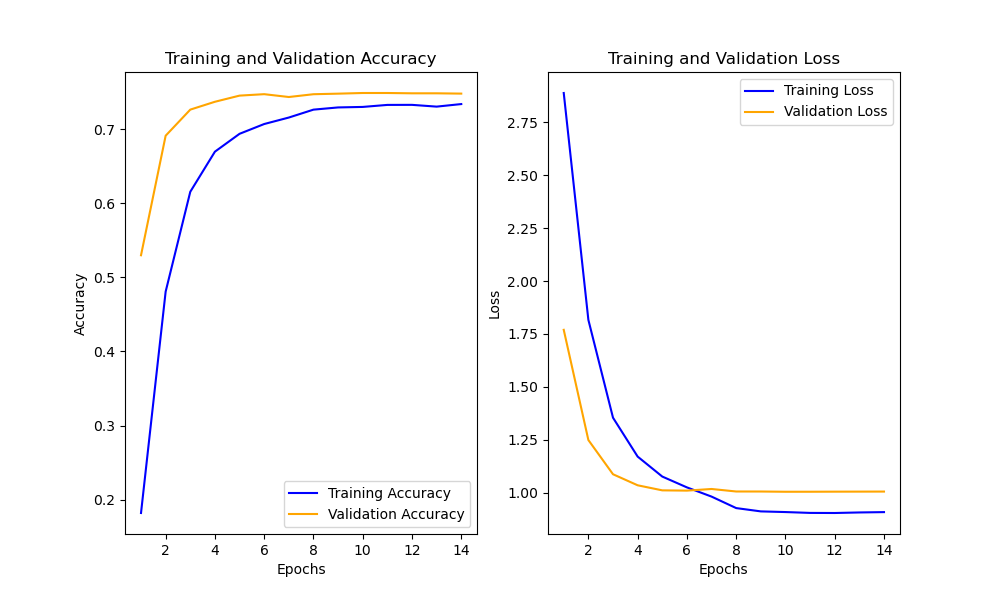 Training and Validation Accuracy
Accuracy
0.7
0.6
0.5
0.4
0.3
0.2
Training Accuracy
Validation Accuracy
2 4 6 8 10 12 14
Epochs
Training and Validation Loss
Loss
Training Loss
Validation Loss
2.75
2.50
2.25
2.00
1.75
1.50
1.25
1.00
2 4 6 8 10 12 14
Epochs